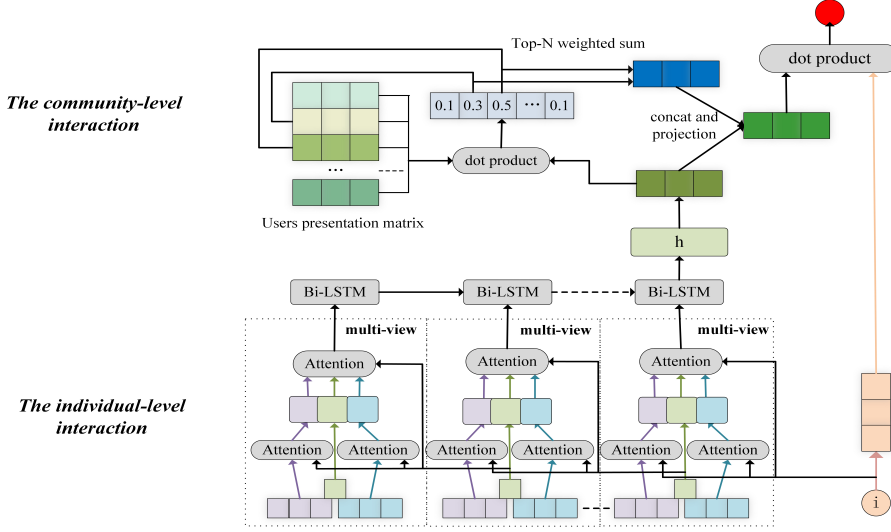 Top-N weighted sum
dot product
The community-level
interaction
0.1 0.3 0.5 ··· 0.1
concat and
projection
...
dot product
Users presentation matrix
h
Bi-LSTM Bi-LSTM Bi-LSTM
multi-view multi-view multi-view
Attention Attention Attention
The individual-level
interaction
Attention Attention Attention Attention Attention Attention
i